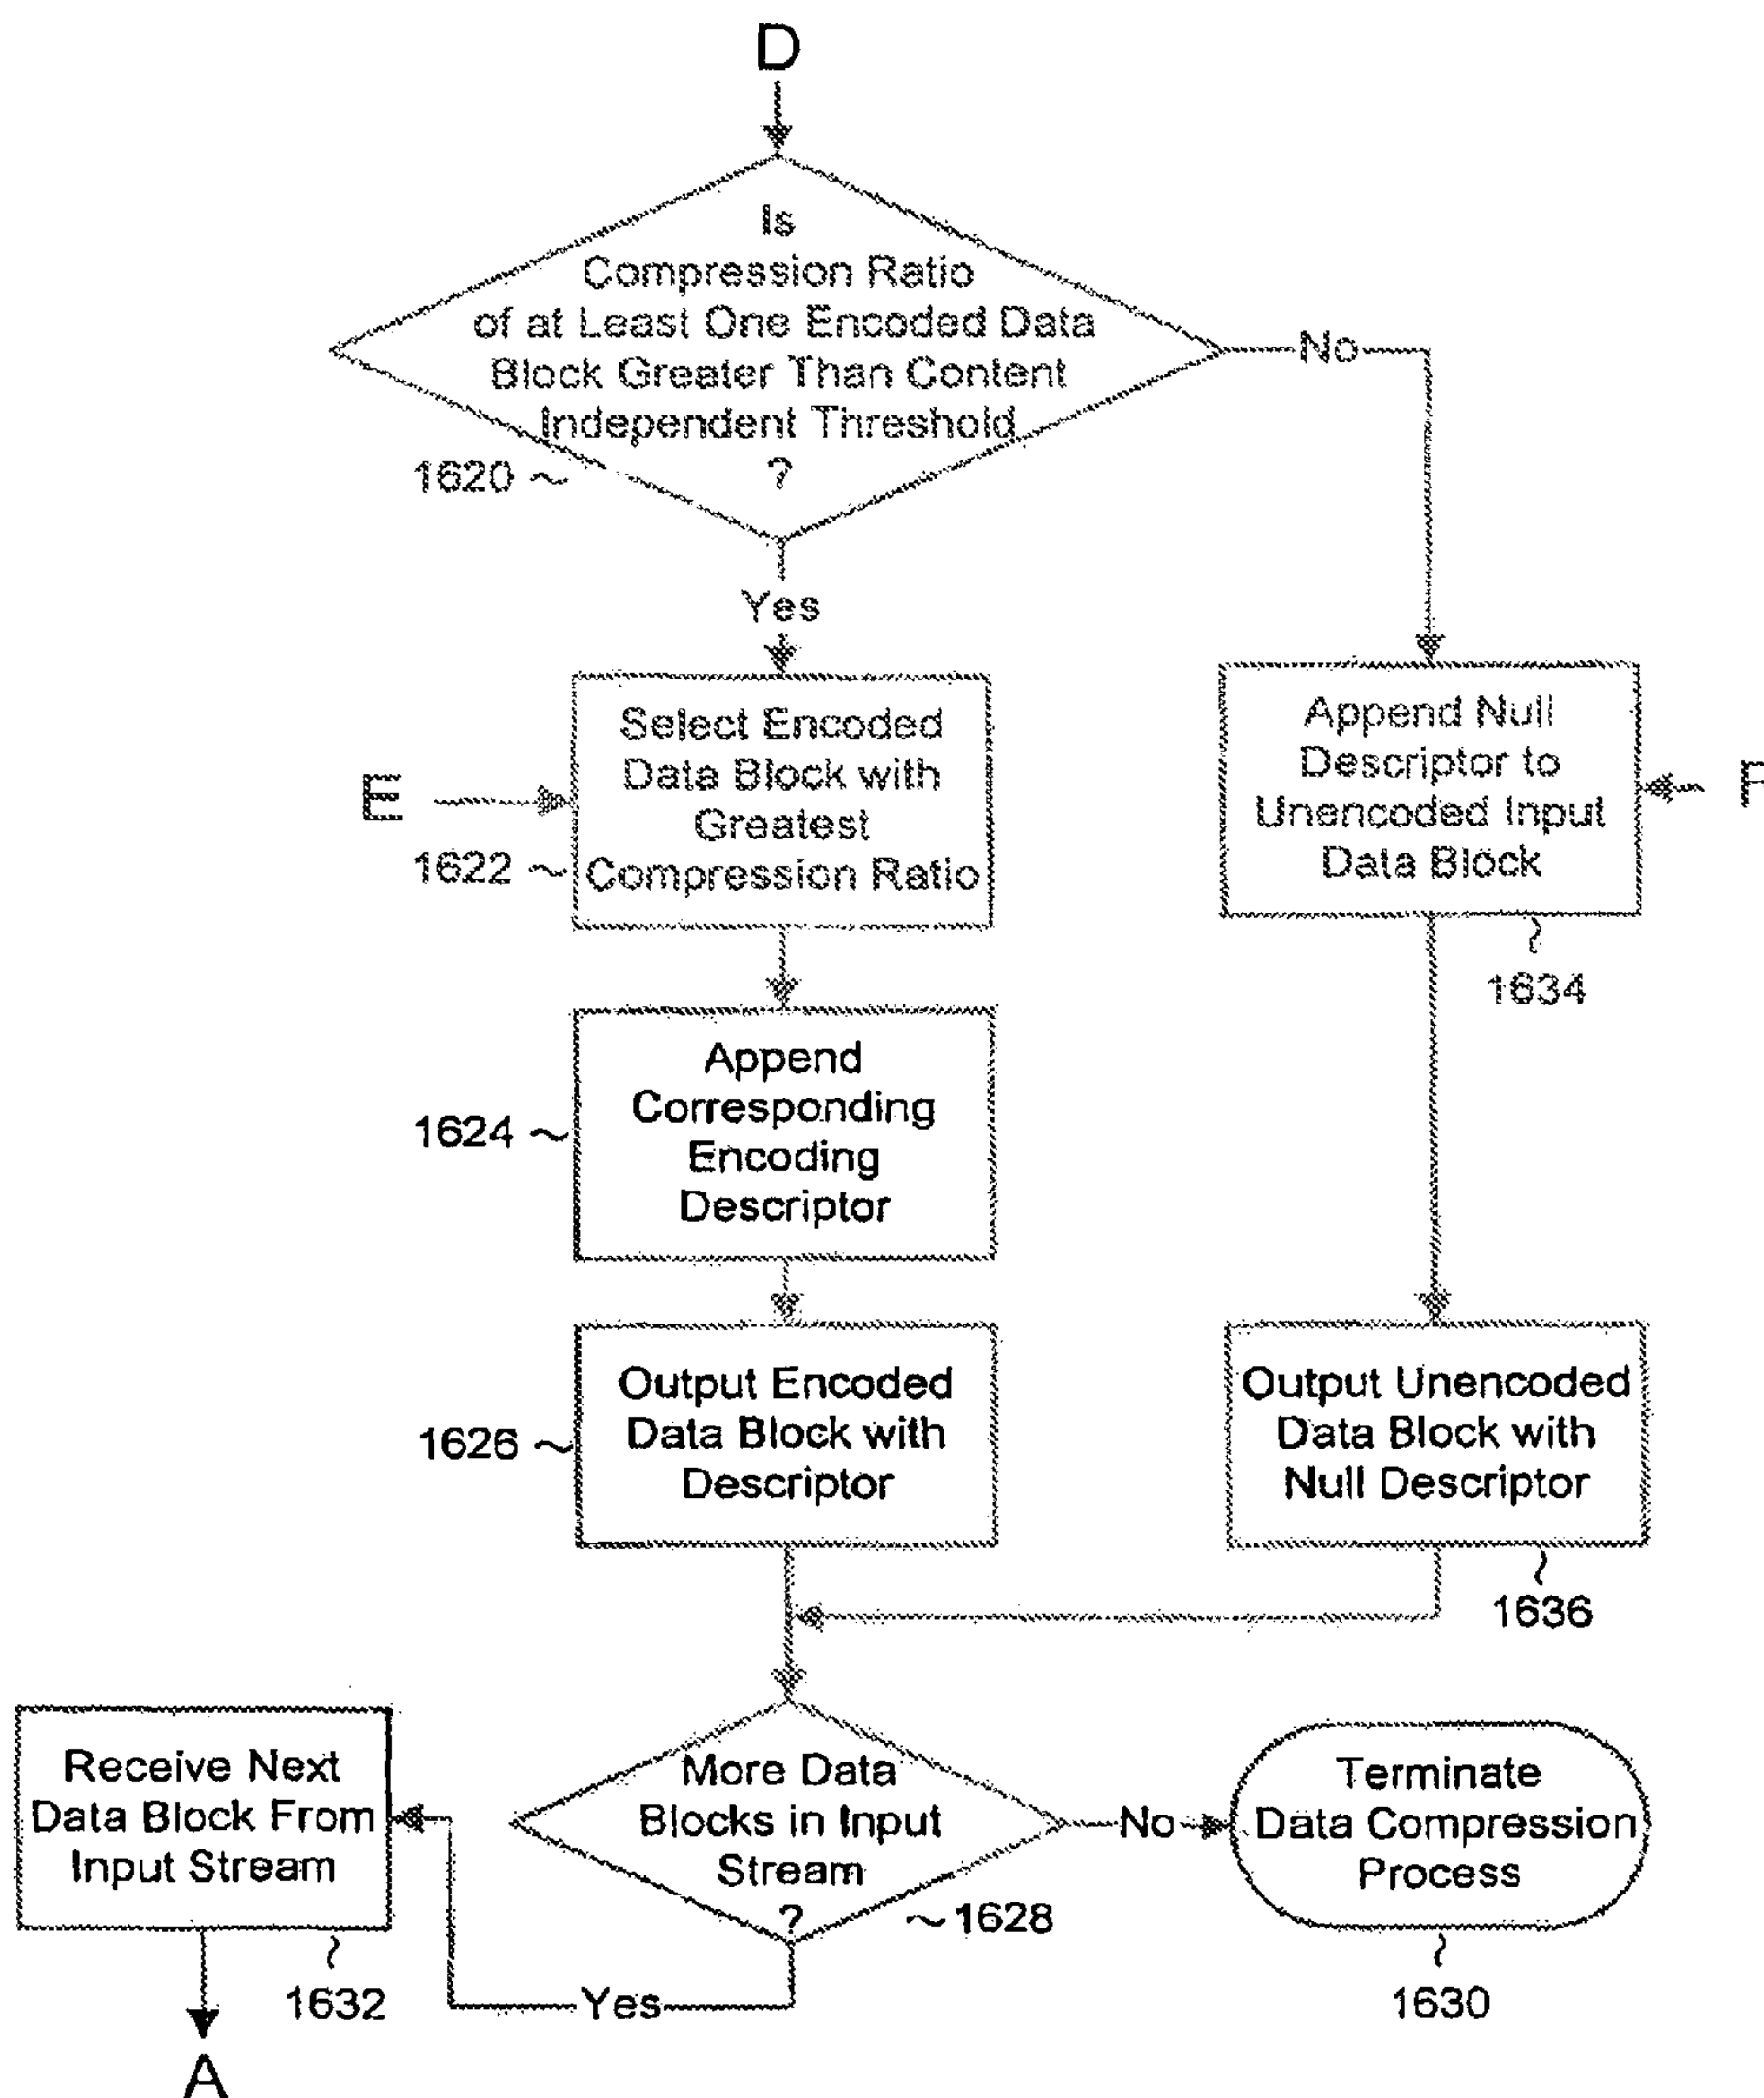 D
Is
Compression Ratio
of at Least One Encoded Data
Block Greater Than Content
Independent Threshold
?
1620
No
Yes
Select Encoded
Data Block with
Greatest
Compression Ratio
E
1622
Append Null
Descriptor to
Unencoded Input
Data Block
F
1634
Append
Corresponding
Encoding
Descriptor
1624
Output Encoded
Data Block with
Descriptor
1626
Output Unencoded
Data Block with
Null Descriptor
1636
Receive Next
Data Block From
Input Stream
1632
More Data
Blocks in Input
Stream
?
1628
No
Terminate
Data Compression
Process
1630
Yes
A